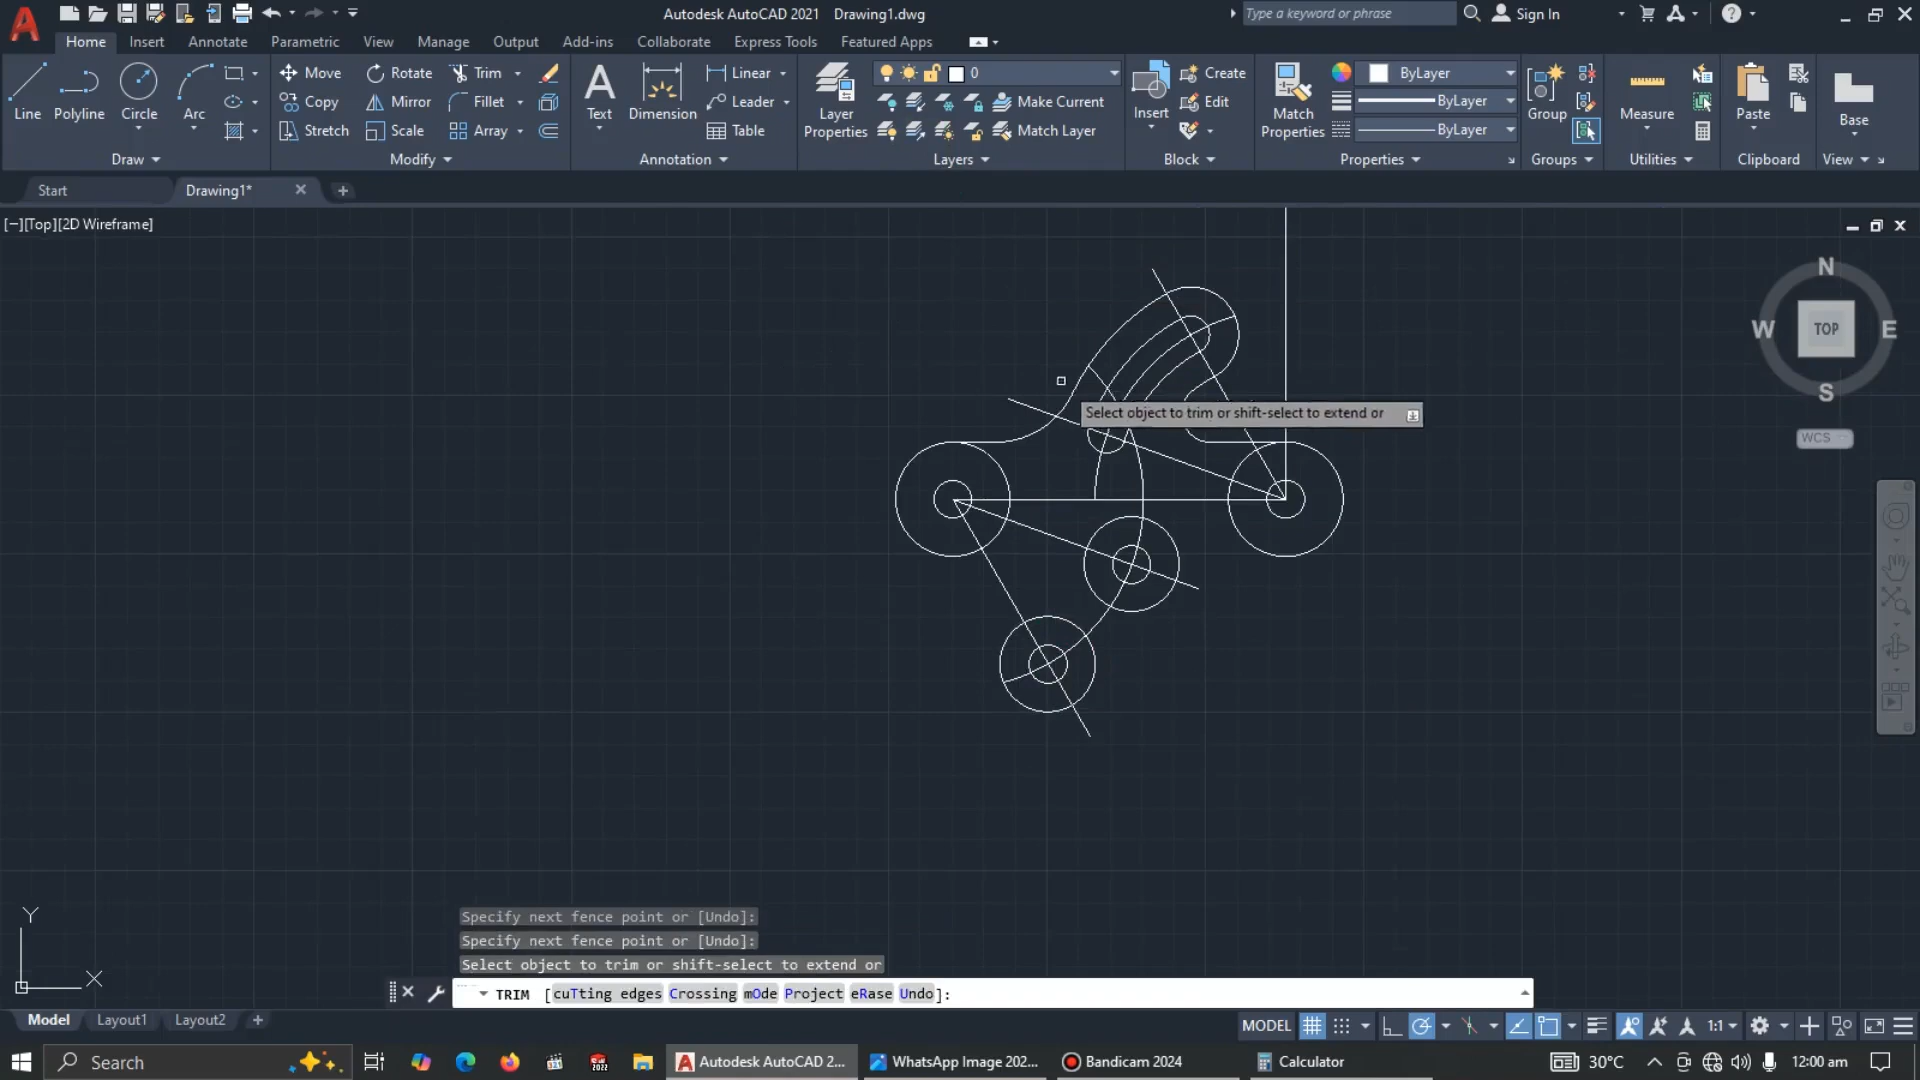 Autodesk AutoCAD 2021 Drawing1.dwg
Type a keyword or phrase
Sign In
Home Insert Annotate Parametric View Manage Output Add-ins Collaborate Express Tools Featured Apps
Line Polyline Circle Arc
Draw
Move Rotate Trim
Copy Mirror Fillet
Stretch Scale Array
Modify
Text Dimension
Linear
Leader
Table
Annotation
Layer Properties
0
Make Current
Match Layer
Layers
Insert
Create
Edit
Block
Match Properties
ByLayer
ByLayer
ByLayer
Properties
Group
Groups
Measure
Utilities
Paste
Clipboard
Base
View
Start Drawing1*
[−][Top][2D Wireframe]
N
W TOP E
S
WCS
Select object to trim or shift-select to extend or
Y
X
Specify next fence point or [Undo]:
Specify next fence point or [Undo]:
Select object to trim or shift-select to extend or
TRIM [cuTting edges Crossing mOde Project eRase Undo]:
Model Layout1 Layout2
MODEL 1:1
Search
Autodesk AutoCAD 2... WhatsApp Image 202... Bandicam 2024 Calculator
30°C 12:00 am